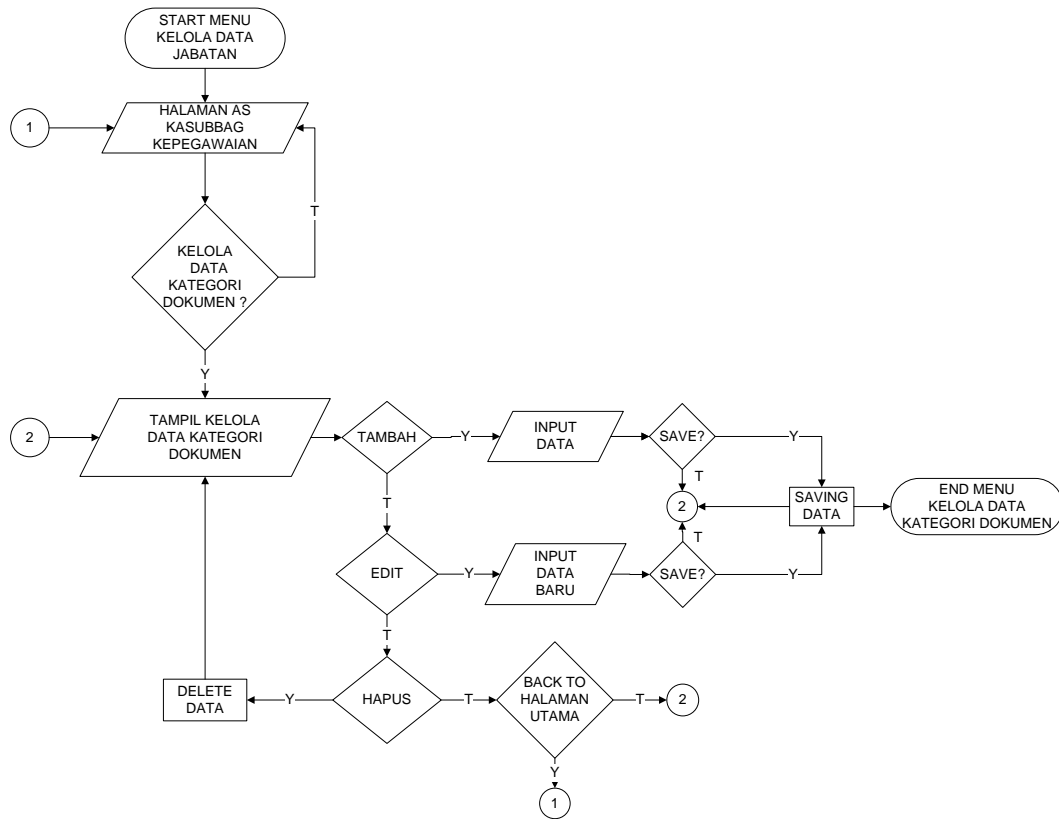 START MENU
KELOLA DATA
JABATAN
1
HALAMAN AS
KASUBBAG
KEPEGAWAIAN
T
KELOLA
DATA
KATEGORI
DOKUMEN ?
Y
2
TAMPIL KELOLA
DATA KATEGORI
DOKUMEN
TAMBAH
Y
INPUT
DATA
SAVE?
Y
T
T
2
SAVING
DATA
END MENU
KELOLA DATA
KATEGORI DOKUMEN
T
EDIT
Y
INPUT
DATA
BARU
SAVE?
Y
T
DELETE
DATA
Y
HAPUS
T
BACK TO
HALAMAN
UTAMA
T
2
Y
1